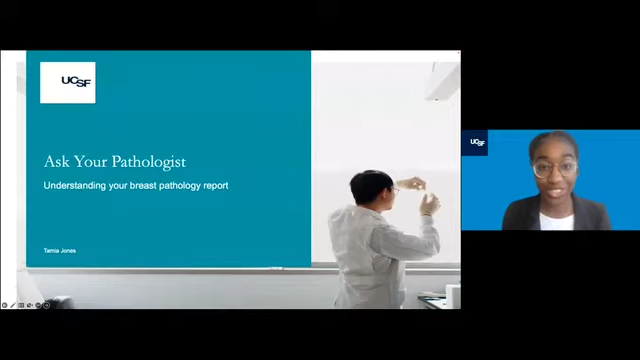 UCSF
Ask Your Pathologist
Understanding your breast pathology report
Tamia Jones
UCSF